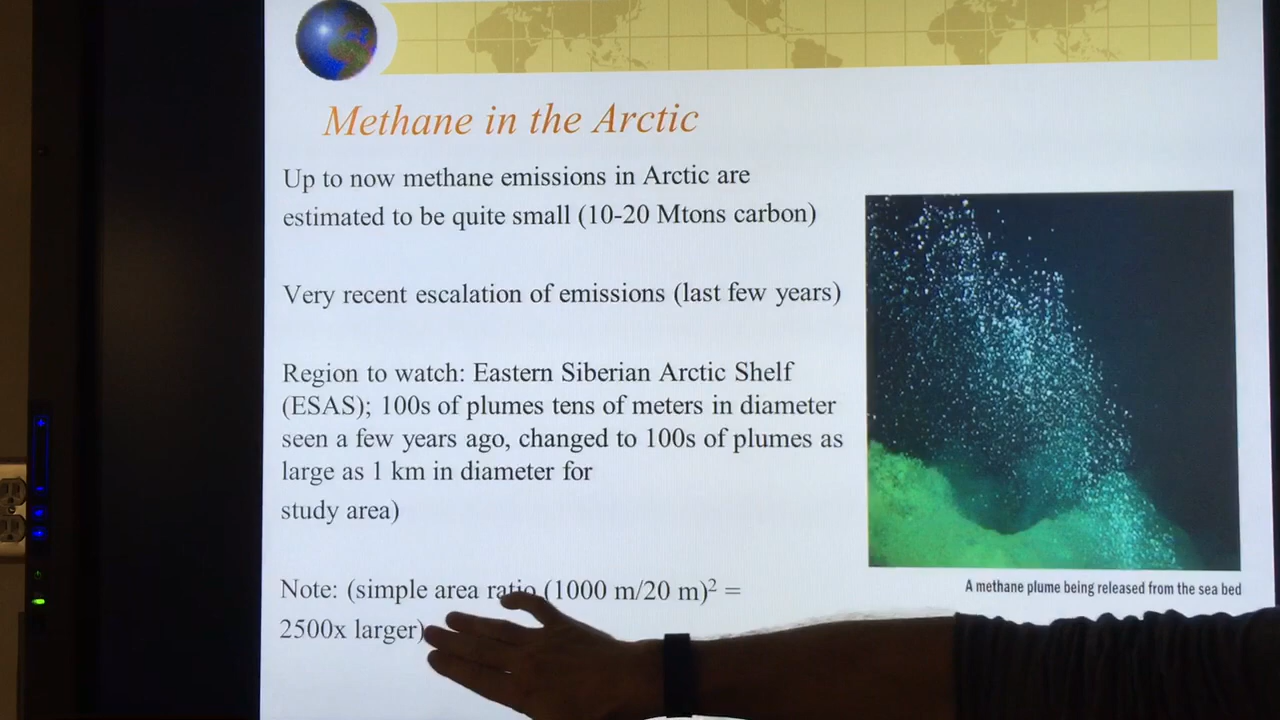 Methane in the Arctic
Up to now methane emissions in Arctic are
estimated to be quite small (10-20 Mtons carbon)
Very recent escalation of emissions (last few years)
Region to watch: Eastern Siberian Arctic Shelf
(ESAS); 100s of plumes tens of meters in diameter
seen a few years ago, changed to 100s of plumes as
large as 1 km in diameter for
study area)
Note: (simple area ratio (1000 m/20 m)² =
2500x larger)
A methane plume being released from the sea bed